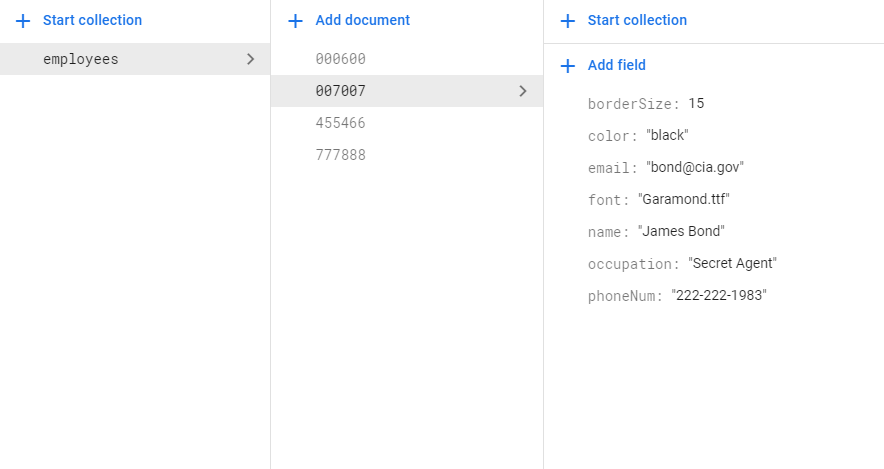 Start collection
employees
Add document
000600
007007
455466
777888
Start collection
Add field
borderSize: 15
color: "black"
email: "bond@cia.gov"
font: "Garamond.ttf"
name: "James Bond"
occupation: "Secret Agent"
phoneNum: "222-222-1983"